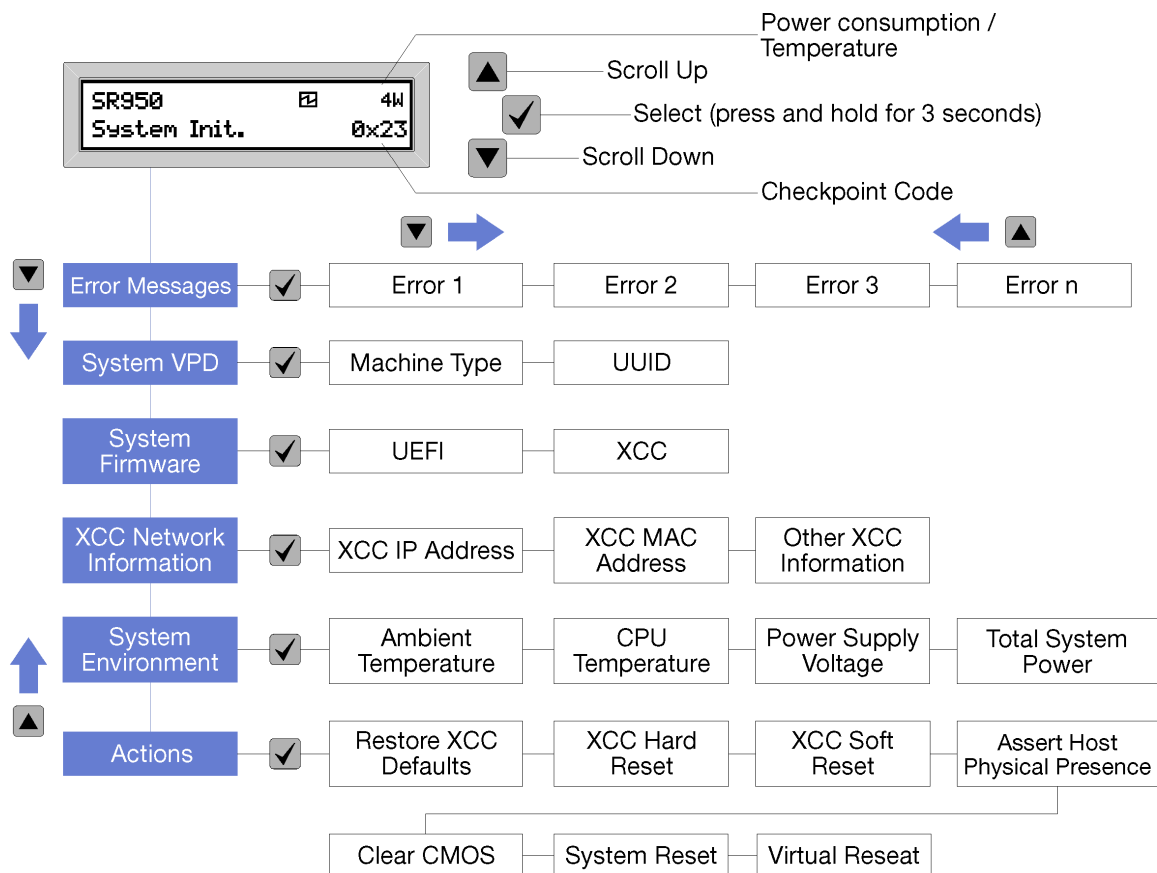 Power consumption /
Temperature
SR950 4W
System Init. 0x23
Scroll Up
Select (press and hold for 3 seconds)
Scroll Down
Checkpoint Code
Error Messages
Error 1
Error 2
Error 3
Error n
System VPD
Machine Type
UUID
System
Firmware
UEFI
XCC
XCC Network
Information
XCC IP Address
XCC MAC
Address
Other XCC
Information
System
Environment
Ambient
Temperature
CPU
Temperature
Power Supply
Voltage
Total System
Power
Actions
Restore XCC
Defaults
XCC Hard
Reset
XCC Soft
Reset
Assert Host
Physical Presence
Clear CMOS
System Reset
Virtual Reseat